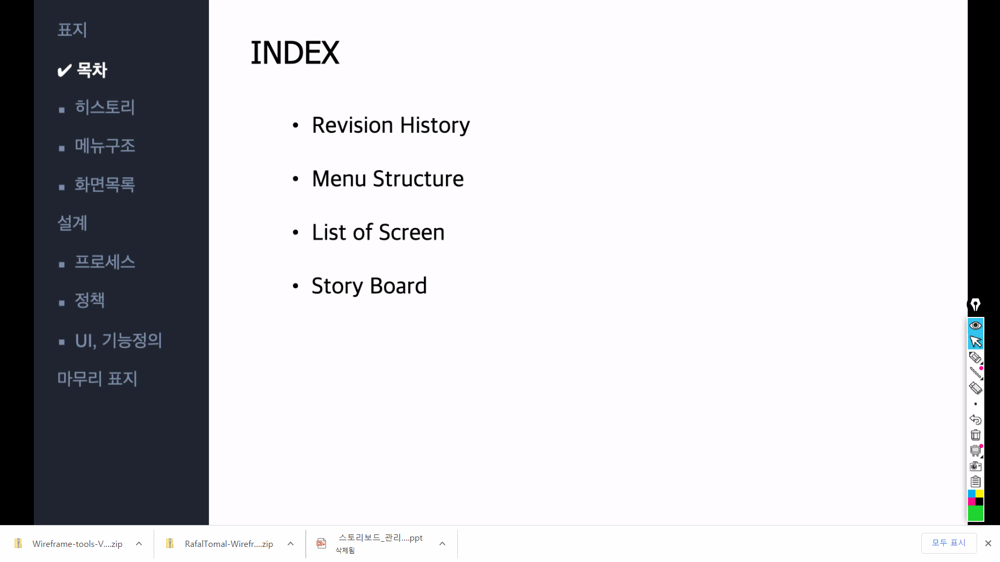 표지
✔ 목차
▪ 히스토리
▪ 메뉴구조
▪ 화면목록
설계
▪ 프로세스
▪ 정책
▪ UI, 기능정의
마무리 표지
INDEX
• Revision History
• Menu Structure
• List of Screen
• Story Board
Wireframe-tools-V....zip
RafalTomal-Wirefr....zip
스토리보드_관리....ppt
삭제됨
모두 표시